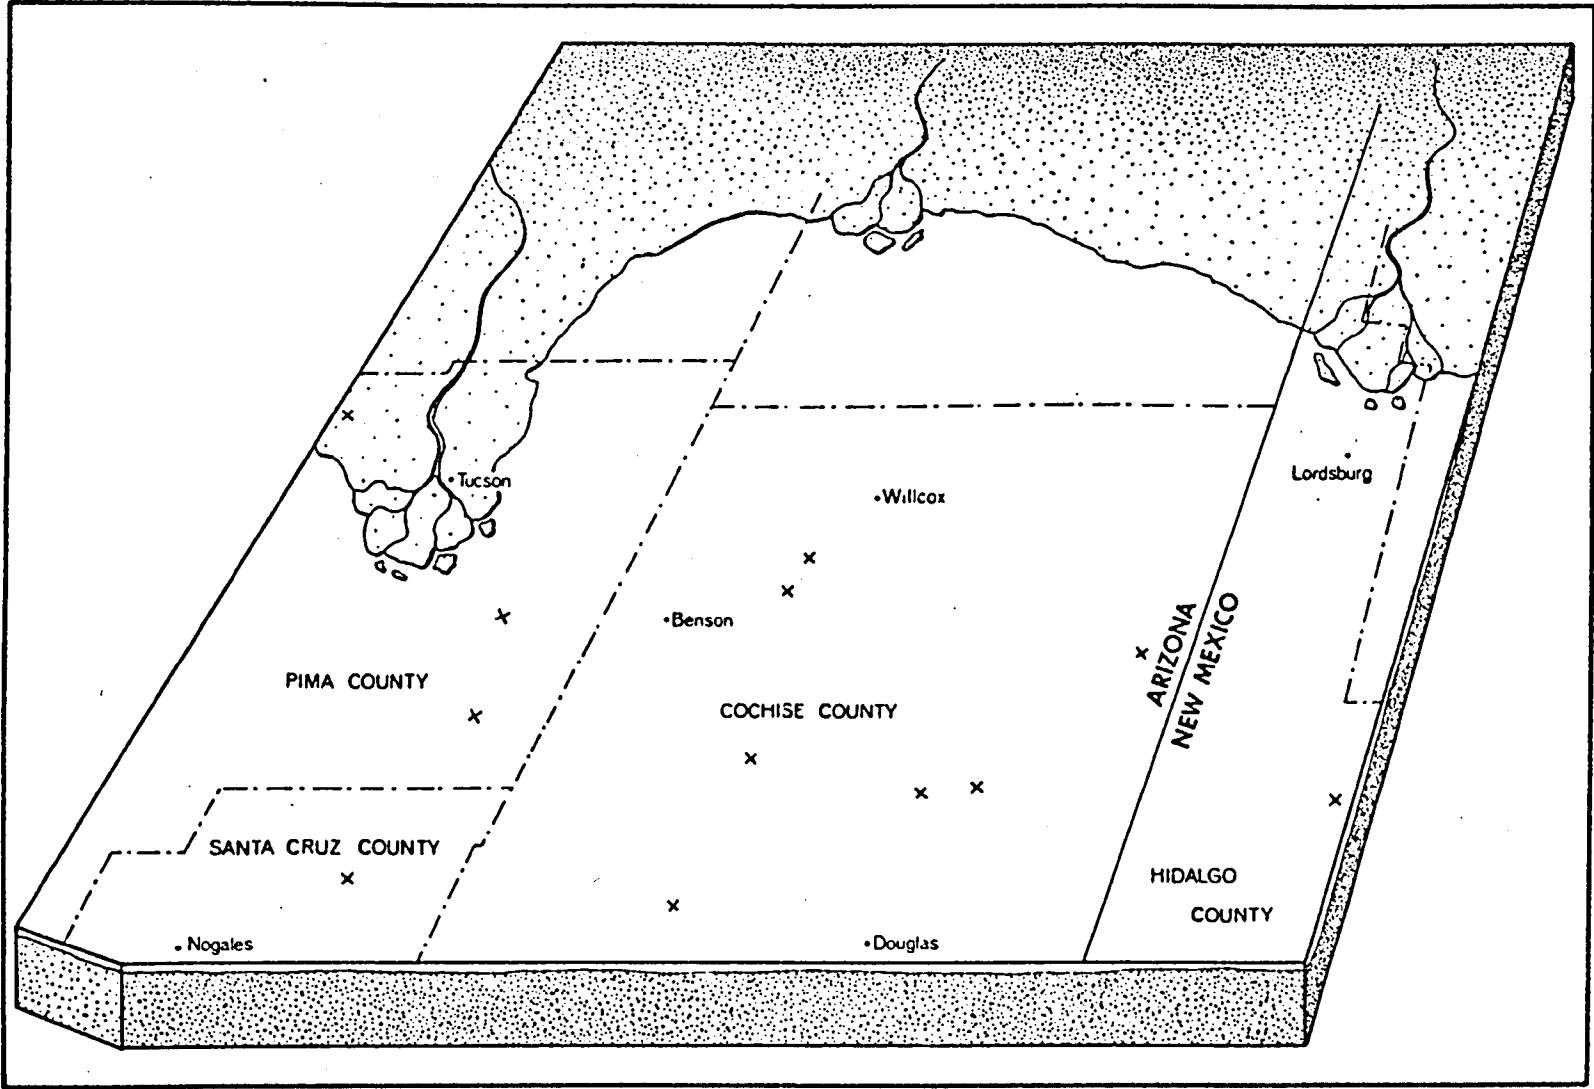 Tucson
Willcox
Lordsburg
Benson
PIMA COUNTY
COCHISE COUNTY
ARIZONA
NEW MEXICO
SANTA CRUZ COUNTY
HIDALGO
COUNTY
Nogales
Douglas